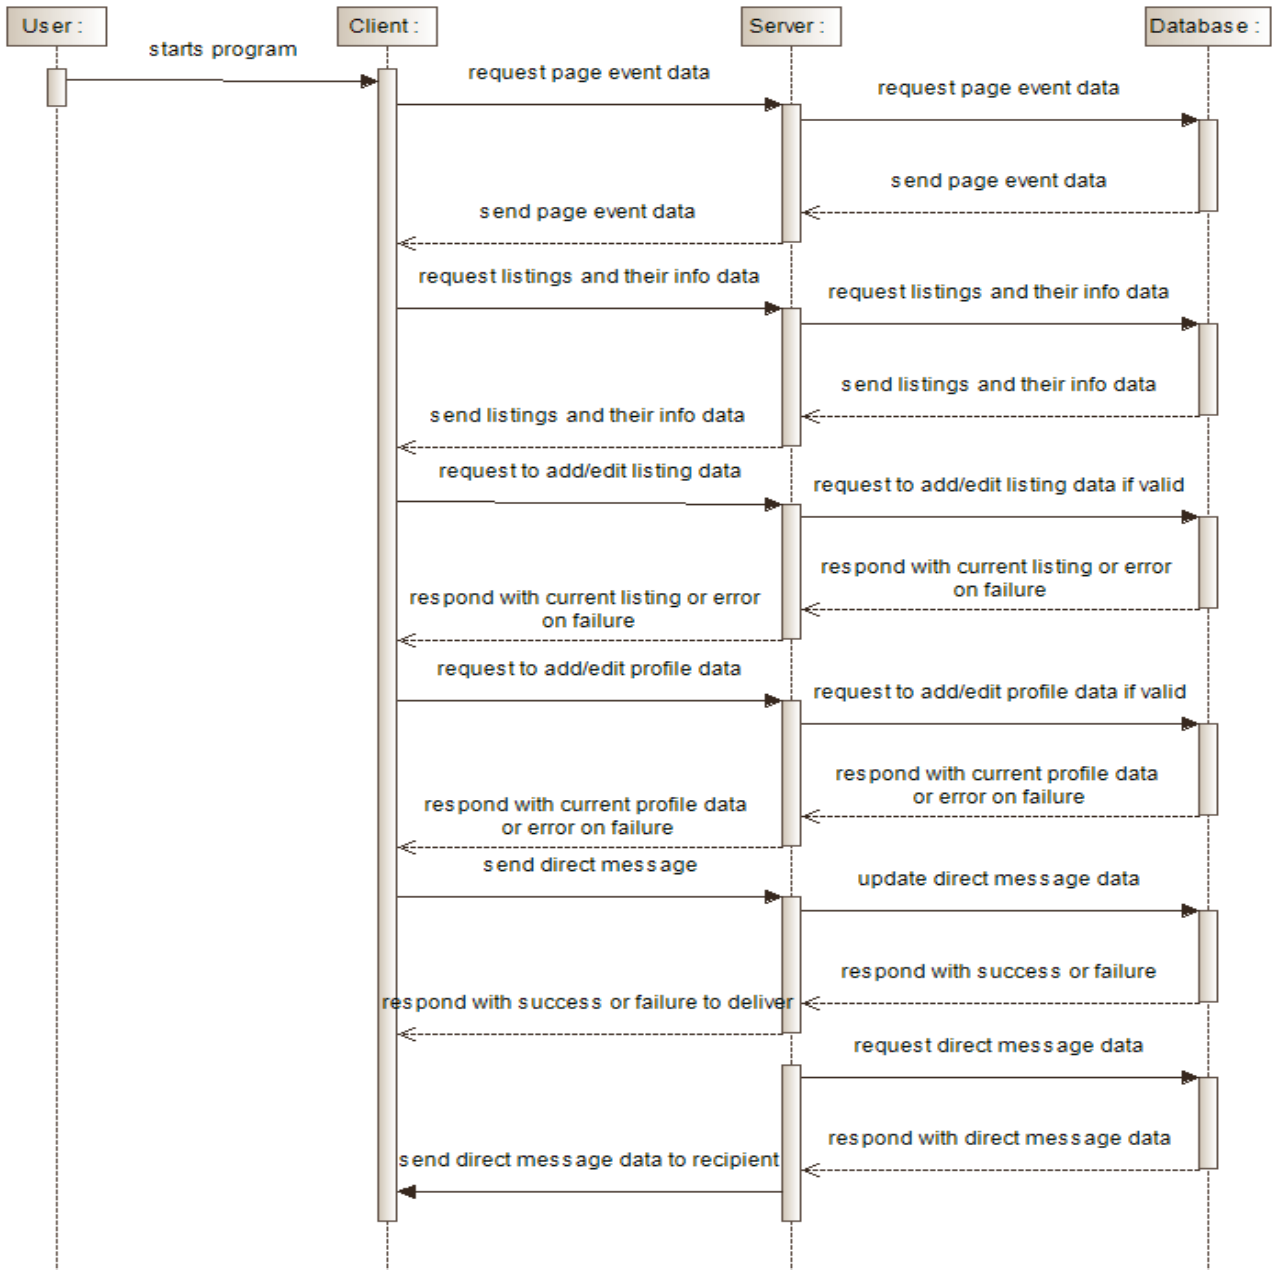 User :
Client :
Server :
Database :
starts program
request page event data
request page event data
send page event data
send page event data
request listings and their info data
request listings and their info data
send listings and their info data
send listings and their info data
request to add/edit listing data
request to add/edit listing data if valid
respond with current listing or error
on failure
respond with current listing or error
on failure
request to add/edit profile data
request to add/edit profile data if valid
respond with current profile data
or error on failure
respond with current profile data
or error on failure
send direct message
update direct message data
respond with success or failure
respond with success or failure to deliver
request direct message data
respond with direct message data
send direct message data to recipient